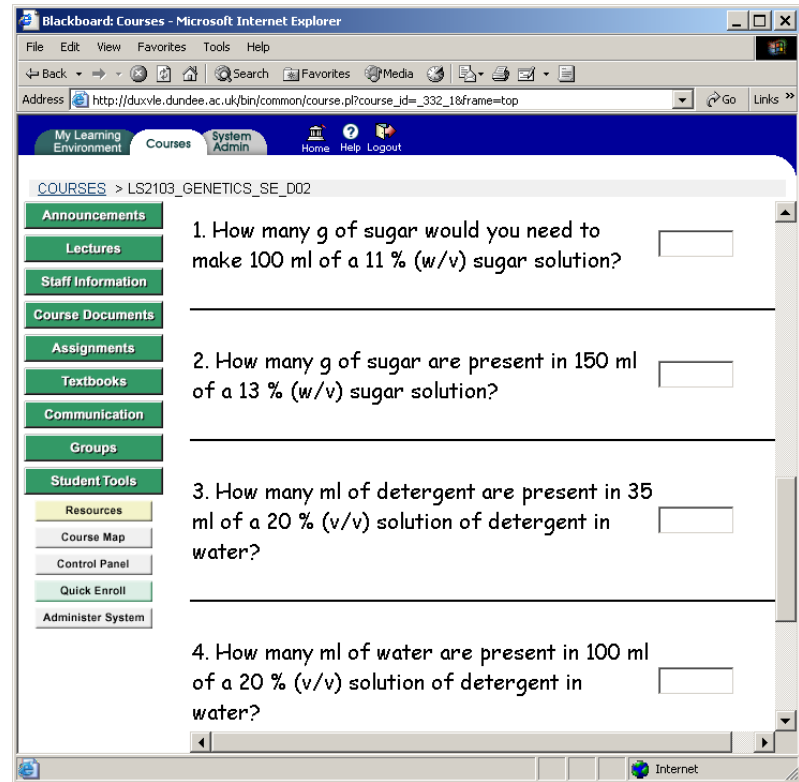 Blackboard: Courses - Microsoft Internet Explorer
File Edit View Favorites Tools Help
Back Search Favorites Media
Address http://duxvle.dundee.ac.uk/bin/common/course.pl?course_id=_332_1&frame=top Go Links »
My Learning
Environment
Courses
System
Admin
Home Help Logout
COURSES > LS2103_GENETICS_SE_D02
Announcements
Lectures
Staff Information
Course Documents
Assignments
Textbooks
Communication
Groups
Student Tools
Resources
Course Map
Control Panel
Quick Enroll
Administer System
1. How many g of sugar would you need to
make 100 ml of a 11 % (w/v) sugar solution?
2. How many g of sugar are present in 150 ml
of a 13 % (w/v) sugar solution?
3. How many ml of detergent are present in 35
ml of a 20 % (v/v) solution of detergent in
water?
4. How many ml of water are present in 100 ml
of a 20 % (v/v) solution of detergent in
water?
Internet